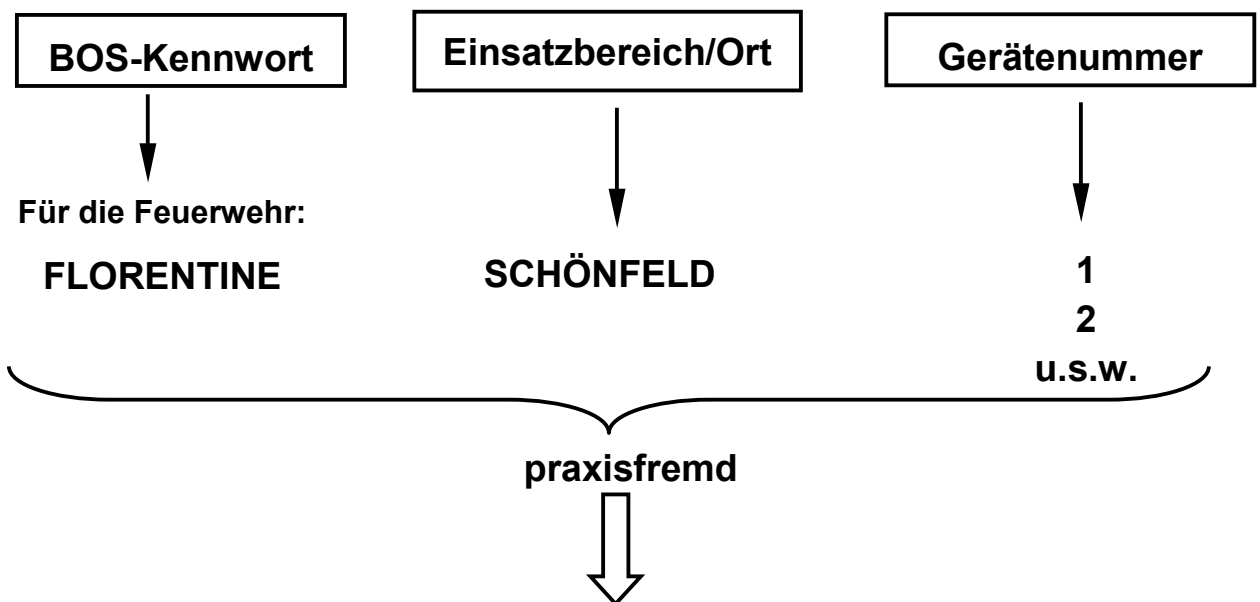 BOS-Kennwort
Einsatzbereich/Ort
Gerätenummer
Für die Feuerwehr:
FLORENTINE
SCHÖNFELD
1
2
u.s.w.
praxisfremd